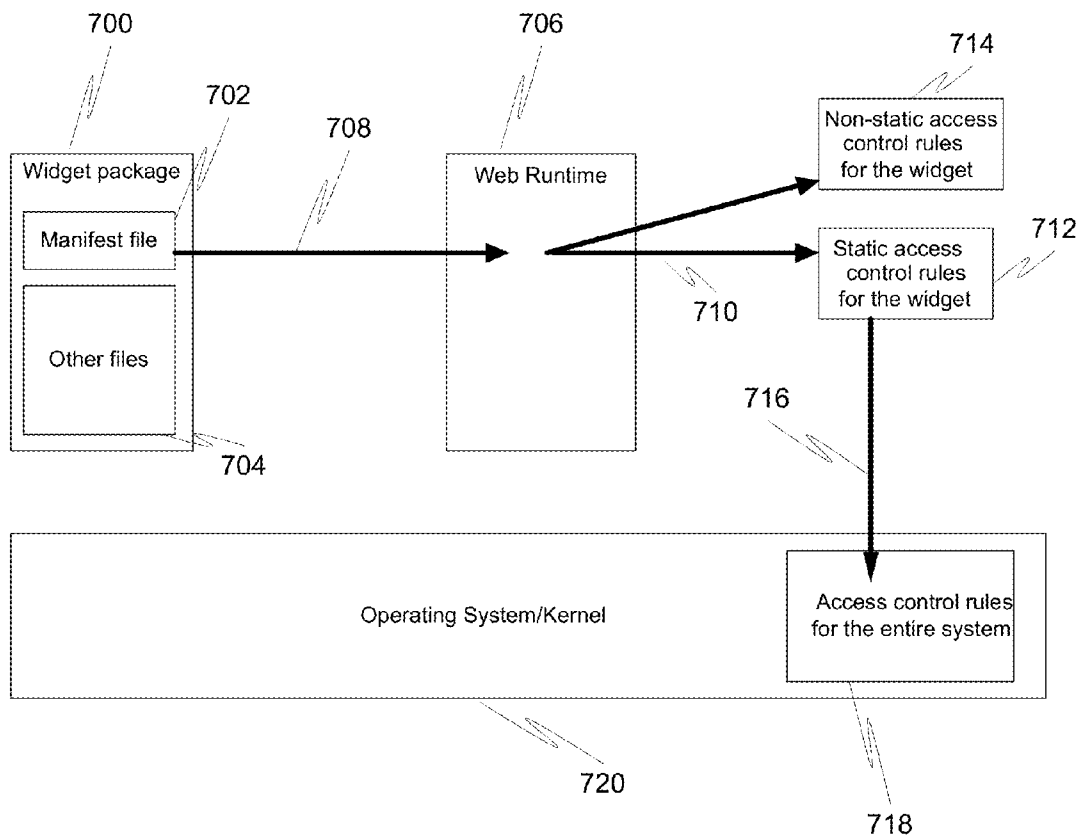 700
706
714
702
708
Non-static access
control rules
for the widget
Widget package
Web Runtime
712
Manifest file
Static access
control rules
for the widget
710
Other files
716
704
Operating System/Kernel
Access control rules
for the entire system
720
718